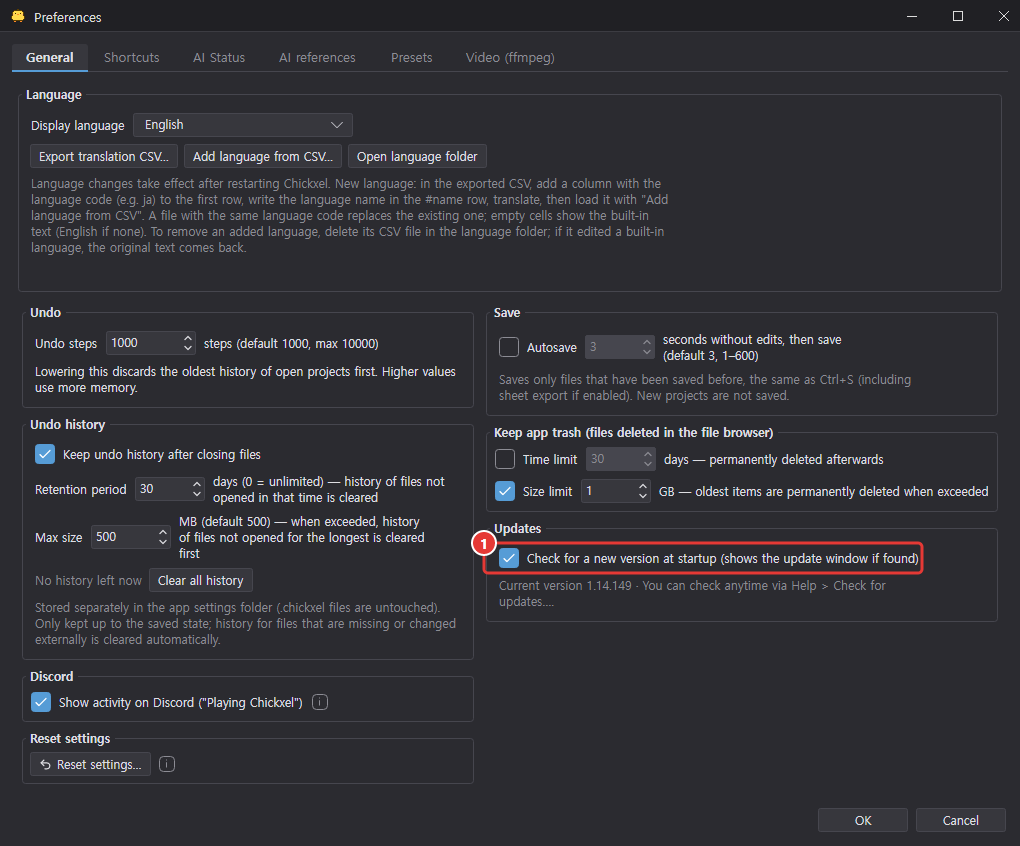 Preferences
General
Shortcuts
AI Status
AI references
Presets
Video (ffmpeg)
Language
Display language
English
Export translation CSV...
Add language from CSV...
Open language folder
Language changes take effect after restarting Chickxel. New language: in the exported CSV, add a column with the
language code (e.g. ja) to the first row, write the language name in the #name row, translate, then load it with "Add
language from CSV". A file with the same language code replaces the existing one; empty cells show the built-in
text (English if none). To remove an added language, delete its CSV file in the language folder; if it edited a built-in
language, the original text comes back.
Undo
Undo steps
1000
steps (default 1000, max 10000)
Lowering this discards the oldest history of open projects first. Higher values
use more memory.
Undo history
Keep undo history after closing files
Retention period
30
days (0 = unlimited) — history of files not
opened in that time is cleared
Max size
500
MB (default 500) — when exceeded, history
of files not opened for the longest is cleared
first
No history left now
Clear all history
Stored separately in the app settings folder (.chickxel files are untouched).
Only kept up to the saved state; history for files that are missing or changed
externally is cleared automatically.
Discord
Show activity on Discord ("Playing Chickxel")
i
Reset settings
Reset settings...
i
Save
Autosave
3
seconds without edits, then save
(default 3, 1–600)
Saves only files that have been saved before, the same as Ctrl+S (including
sheet export if enabled). New projects are not saved.
Keep app trash (files deleted in the file browser)
Time limit
30
days — permanently deleted afterwards
Size limit
1
GB — oldest items are permanently deleted when exceeded
Updates
1
Check for a new version at startup (shows the update window if found)
Current version 1.14.149 · You can check anytime via Help > Check for
updates....
OK
Cancel